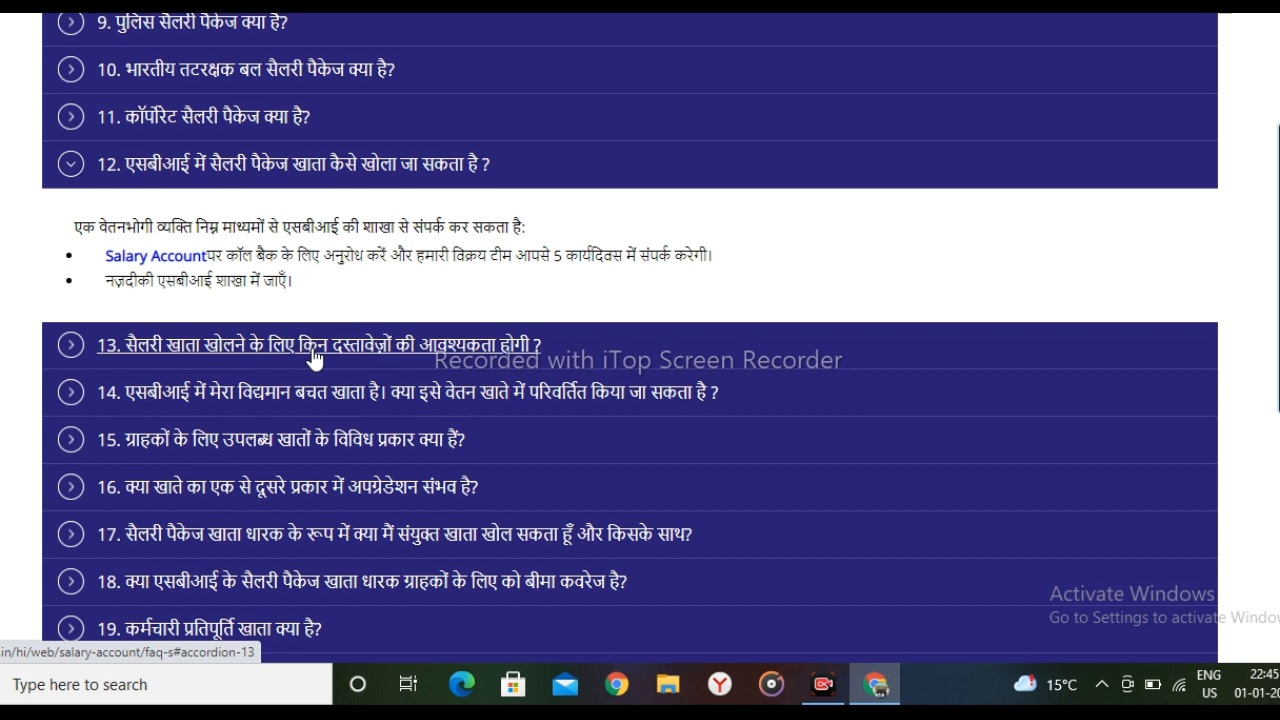 9. पुलिस सैलरी पैकेज क्या है?
10. भारतीय तटरक्षक बल सैलरी पैकेज क्या है?
11. कॉर्पोरेट सैलरी पैकेज क्या है?
12. एसबीआई में सैलरी पैकेज खाता कैसे खोला जा सकता है ?
एक वेतनभोगी व्यक्ति निम्न माध्यमों से एसबीआई की शाखा से संपर्क कर सकता है:
Salary Accountपर कॉल बैक के लिए अनुरोध करें और हमारी विक्रय टीम आपसे 5 कार्यदिवस में संपर्क करेगी।
नज़दीकी एसबीआई शाखा में जाएँ।
13. सैलरी खाता खोलने के लिए किन दस्तावेज़ों की आवश्यकता होगी ?
Recorded with iTop Screen Recorder
14. एसबीआई में मेरा विद्यमान बचत खाता है। क्या इसे वेतन खाते में परिवर्तित किया जा सकता है ?
15. ग्राहकों के लिए उपलब्ध खातों के विविध प्रकार क्या हैं?
16. क्या खाते का एक से दूसरे प्रकार में अपग्रेडेशन संभव है?
17. सैलरी पैकेज खाता धारक के रूप में क्या मैं संयुक्त खाता खोल सकता हूँ और किसके साथ?
18. क्या एसबीआई के सैलरी पैकेज खाता धारक ग्राहकों के लिए को बीमा कवरेज है?
Activate Windows
Go to Settings to activate Windo
19. कर्मचारी प्रतिपूर्ति खाता क्या है?
.in/hi/web/salary-account/faq-s#accordion-13
Type here to search
15°C
ENG
US
22:45
01-01-20